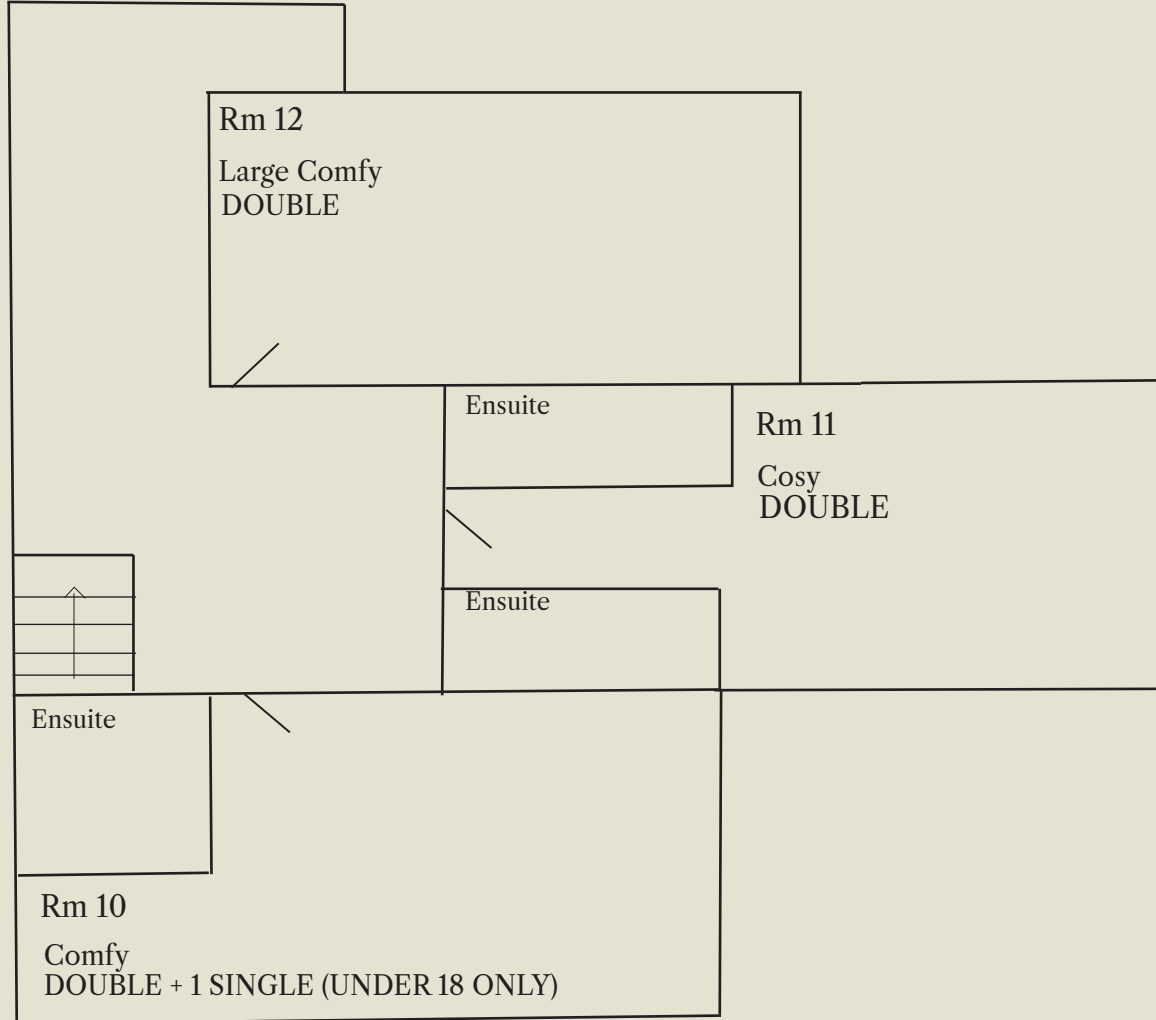 Rm 12
Large Comfy
DOUBLE
Ensuite
Rm 11
Cosy
DOUBLE
Ensuite
Ensuite
Rm 10
Comfy
DOUBLE + 1 SINGLE (UNDER 18 ONLY)